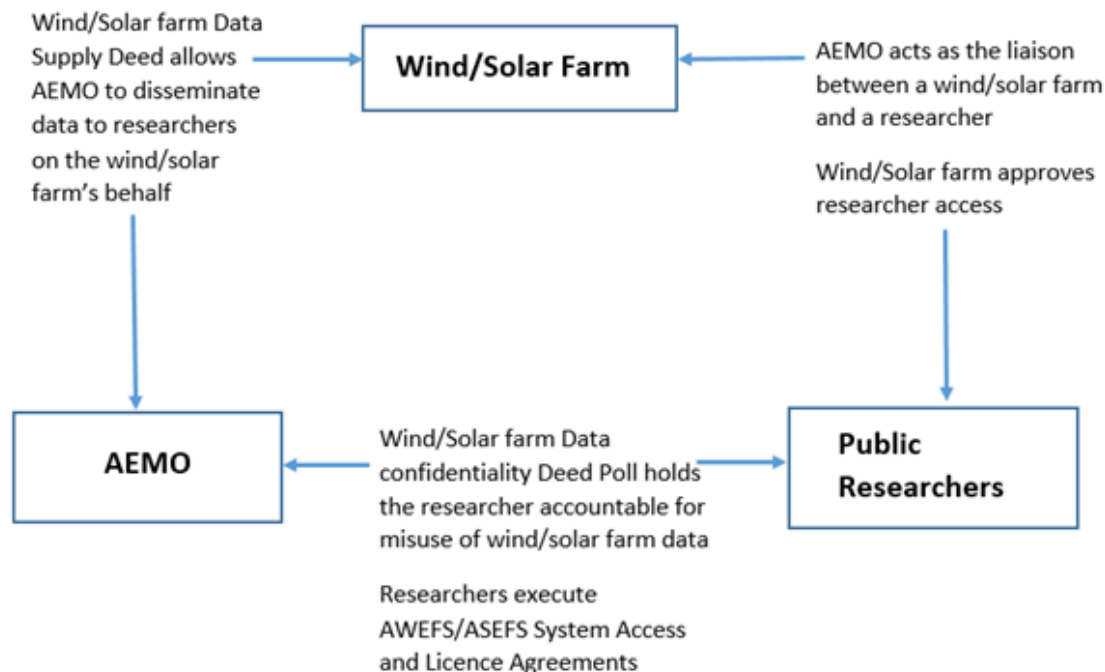 Wind/Solar farm Data
Supply Deed allows
AEMO to disseminate
data to researchers
on the wind/solar
farm's behalf
Wind/Solar Farm
AEMO acts as the liaison
between a wind/solar farm
and a researcher
Wind/Solar farm approves
researcher access
AEMO
Wind/Solar farm Data
confidentiality Deed Poll holds
the researcher accountable for
misuse of wind/solar farm data
Researchers execute
AWEFS/ASEFS System Access
and Licence Agreements
Public
Researchers